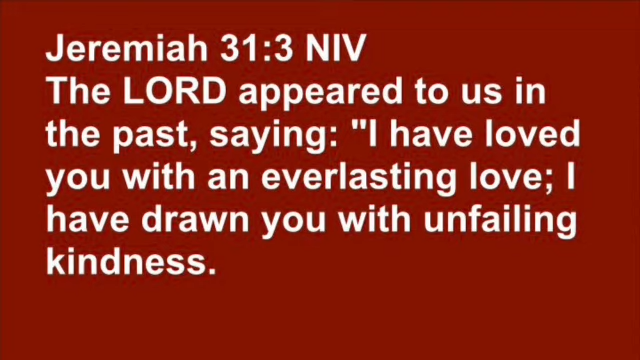 Jeremiah 31:3 NIV
The LORD appeared to us in
the past, saying: "I have loved
you with an everlasting love; I
have drawn you with unfailing
kindness.